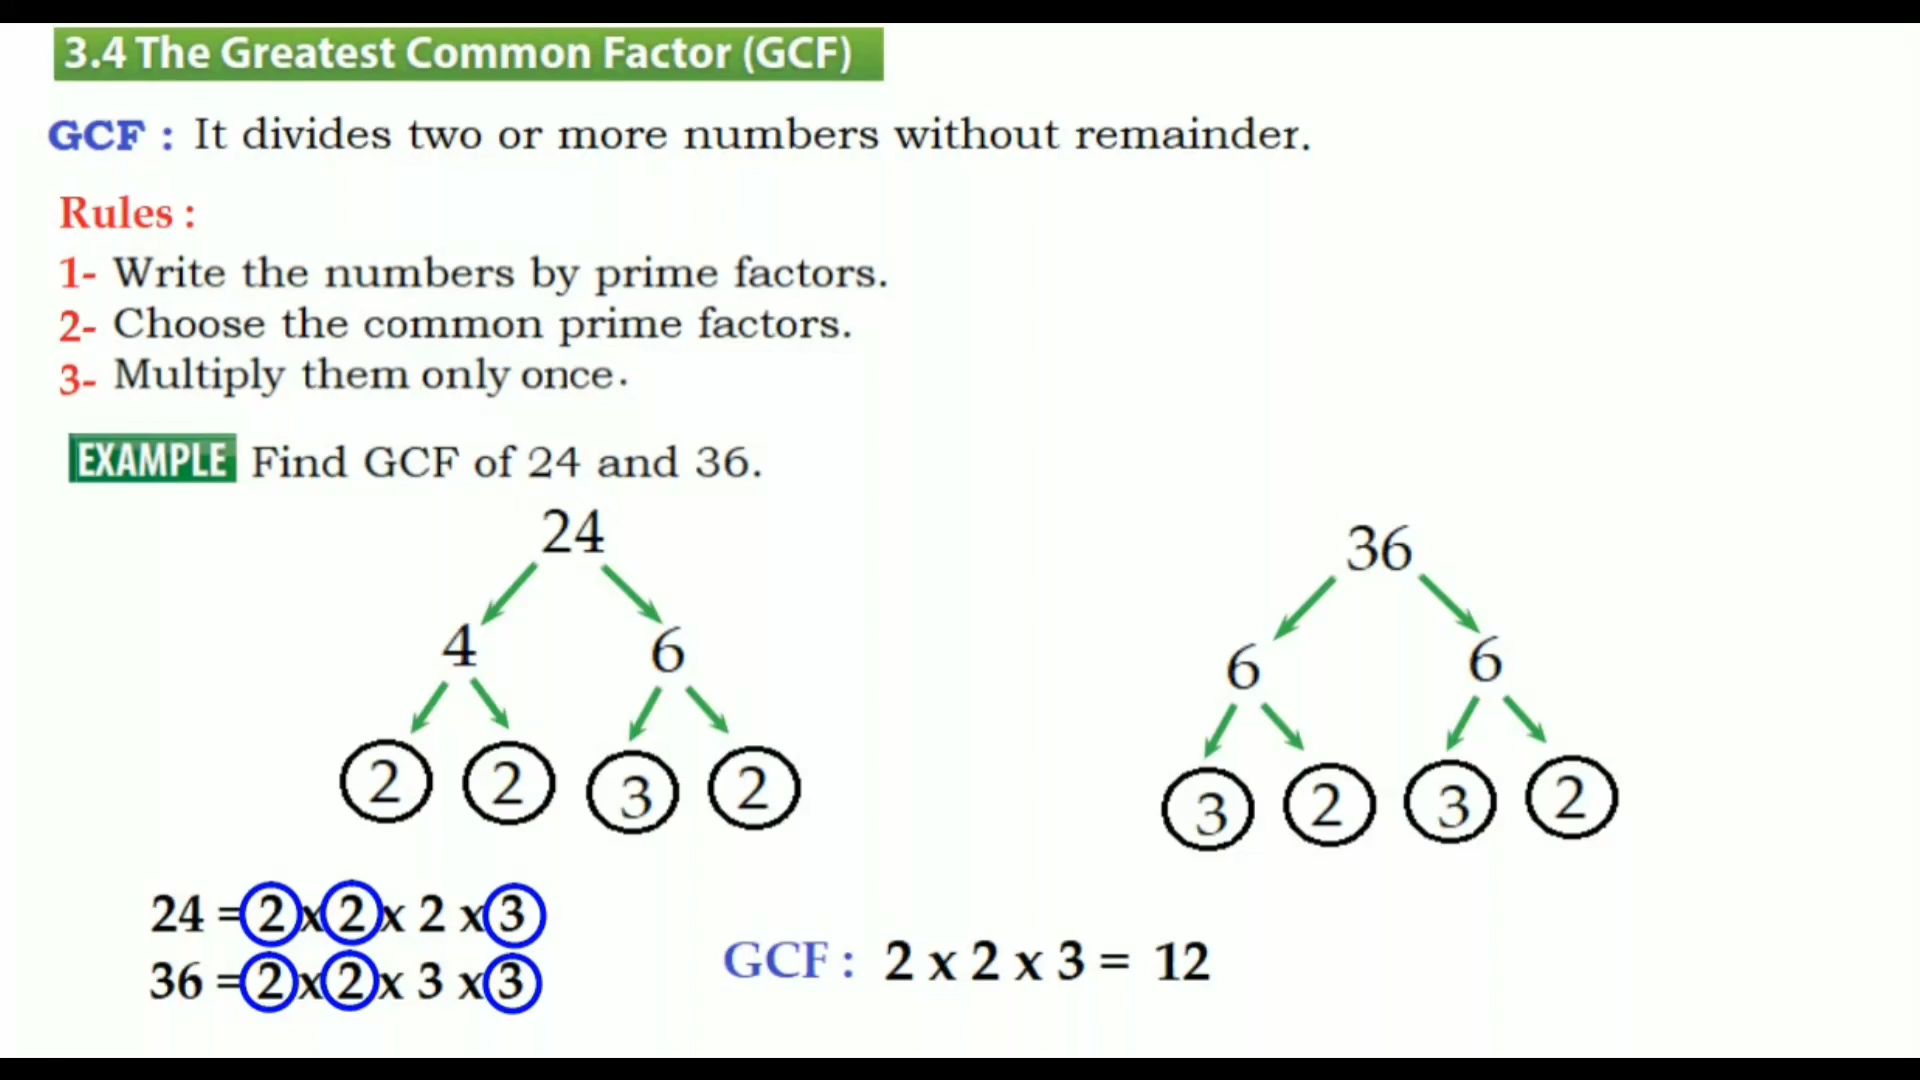 3.4 The Greatest Common Factor (GCF)
GCF : It divides two or more numbers without remainder.
Rules :
1- Write the numbers by prime factors.
2- Choose the common prime factors.
3- Multiply them only once.
EXAMPLE Find GCF of 24 and 36.
24
36
4 6
6 6
2 2 3 2
3 2 3 2
24 = 2 x 2 x 2 x 3
36 = 2 x 2 x 3 x 3
GCF : 2 x 2 x 3 = 12